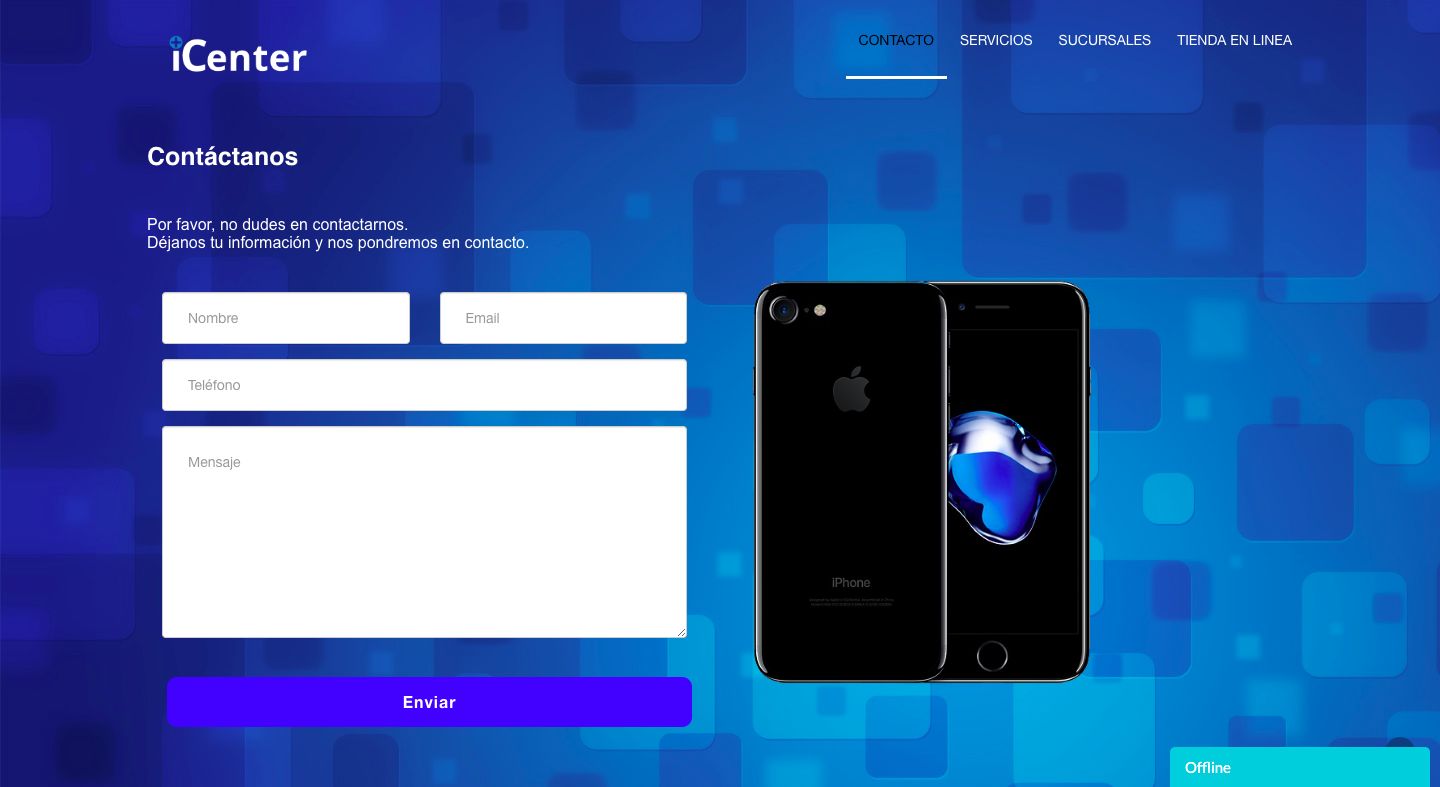 iCenter
CONTACTO
SERVICIOS
SUCURSALES
TIENDA EN LINEA
Contáctanos
Por favor, no dudes en contactarnos.
Déjanos tu información y nos pondremos en contacto.
Nombre
Email
Teléfono
Mensaje
iPhone
Enviar
Offline